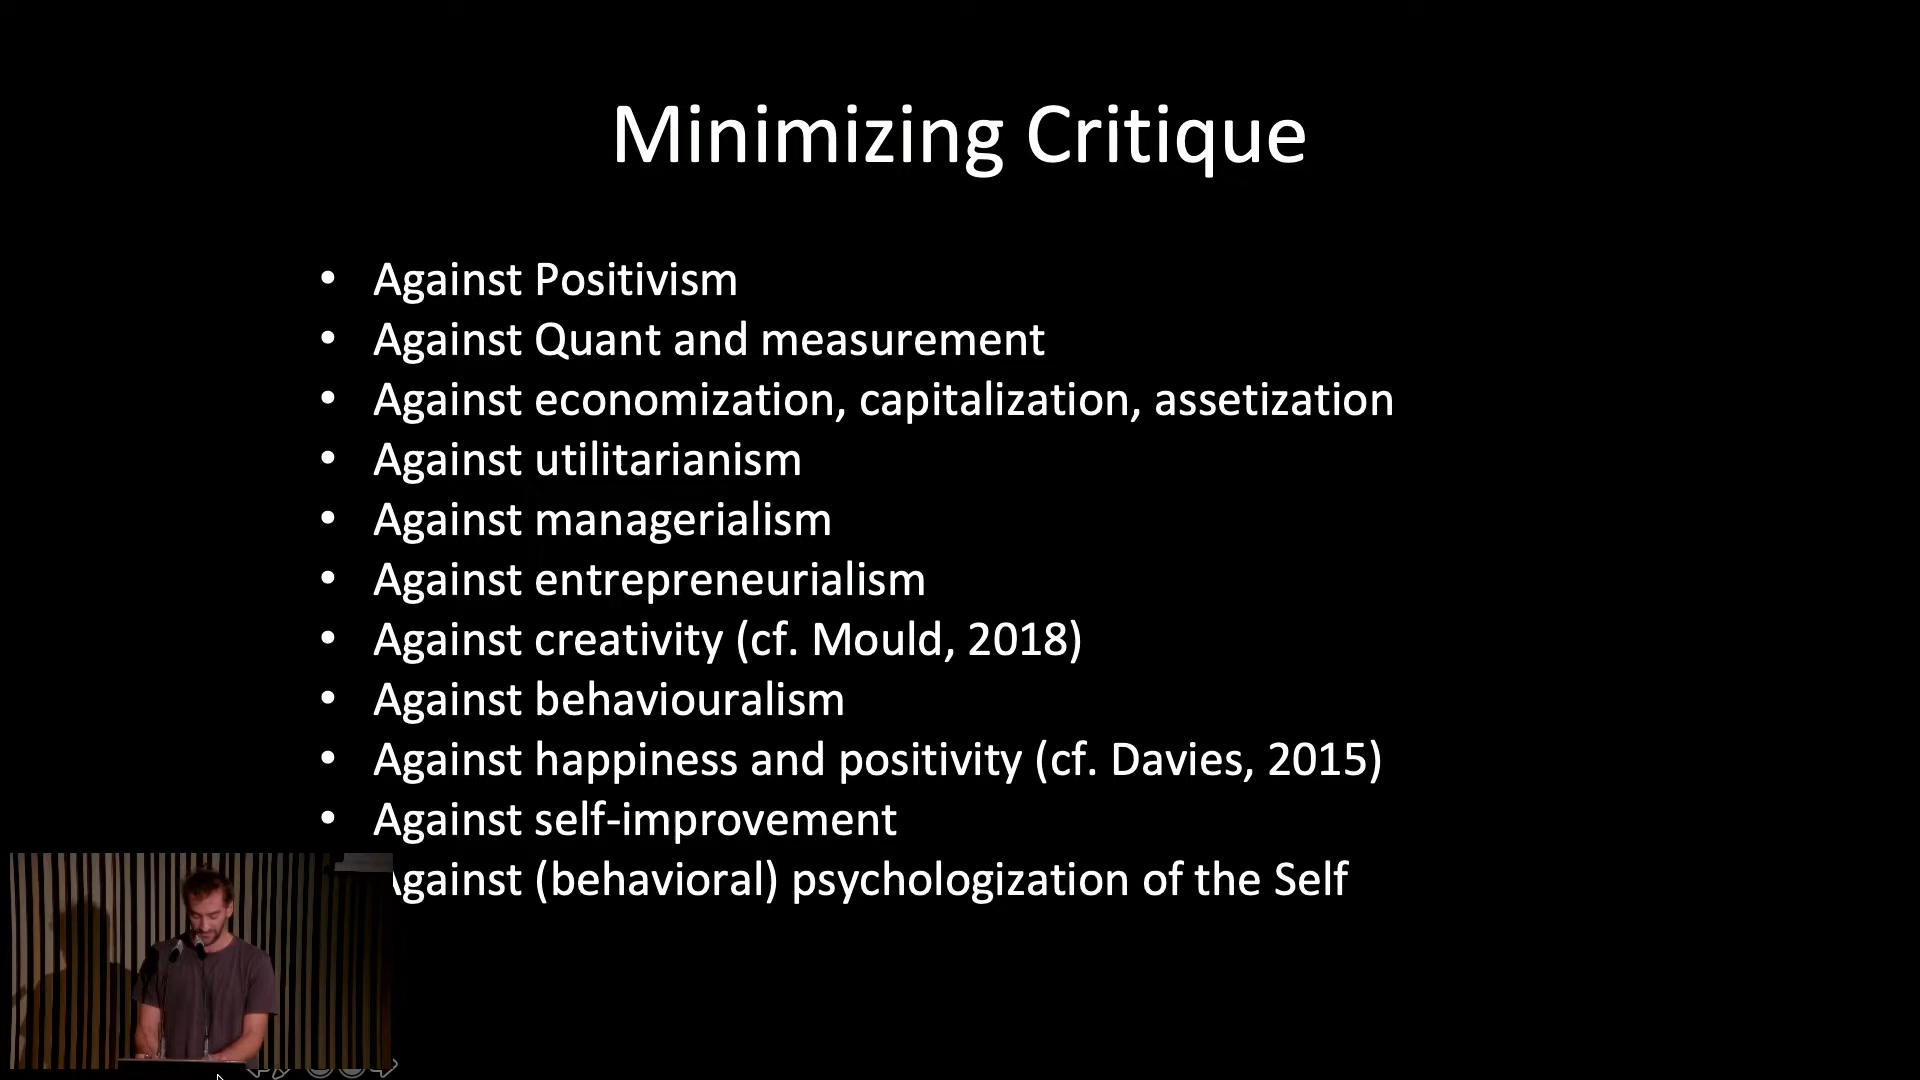 Minimizing Critique
• Against Positivism
• Against Quant and measurement
• Against economization, capitalization, assetization
• Against utilitarianism
• Against managerialism
• Against entrepreneurialism
• Against creativity (cf. Mould, 2018)
• Against behaviouralism
• Against happiness and positivity (cf. Davies, 2015)
• Against self-improvement
Against (behavioral) psychologization of the Self